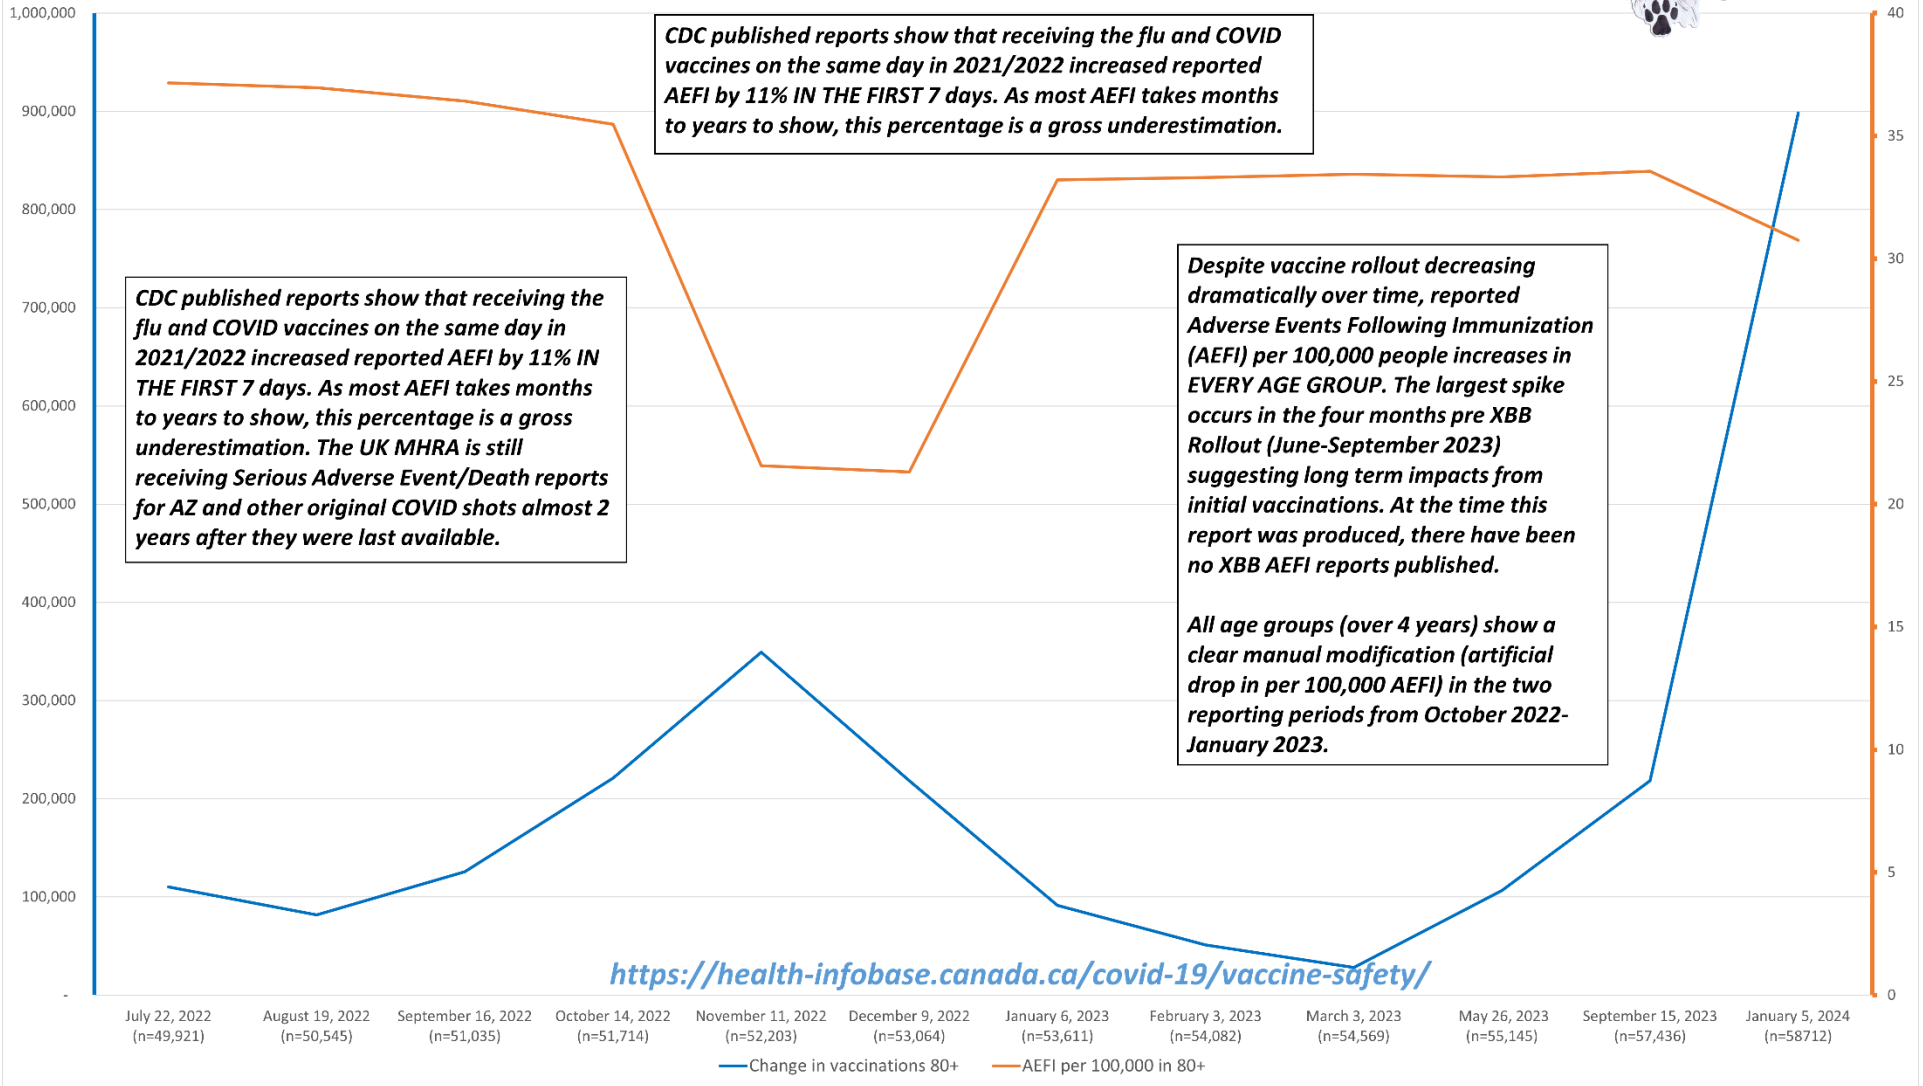 1,000,000
900,000
800,000
700,000
600,000
500,000
400,000
300,000
200,000
100,000
-
CDC published reports show that receiving the flu and COVID
vaccines on the same day in 2021/2022 increased reported
AEFI by 11% IN THE FIRST 7 days. As most AEFI takes months
to years to show, this percentage is a gross underestimation.
CDC published reports show that receiving the
flu and COVID vaccines on the same day in
2021/2022 increased reported AEFI by 11% IN
THE FIRST 7 days. As most AEFI takes months
to years to show, this percentage is a gross
underestimation. The UK MHRA is still
receiving Serious Adverse Event/Death reports
for AZ and other original COVID shots almost 2
years after they were last available.
Despite vaccine rollout decreasing
dramatically over time, reported
Adverse Events Following Immunization
(AEFI) per 100,000 people increases in
EVERY AGE GROUP. The largest spike
occurs in the four months pre XBB
Rollout (June-September 2023)
suggesting long term impacts from
initial vaccinations. At the time this
report was produced, there have been
no XBB AEFI reports published.
All age groups (over 4 years) show a
clear manual modification (artificial
drop in per 100,000 AEFI) in the two
reporting periods from October 2022-
January 2023.
40
35
30
25
20
15
10
5
0
https://health-infobase.canada.ca/covid-19/vaccine-safety/
July 22, 2022
(n=49,921)
August 19, 2022
(n=50,545)
September 16, 2022
(n=51,035)
October 14, 2022
(n=51,714)
November 11, 2022
(n=52,203)
December 9, 2022
(n=53,064)
January 6, 2023
(n=53,611)
February 3, 2023
(n=54,082)
March 3, 2023
(n=54,569)
May 26, 2023
(n=55,145)
September 15, 2023
(n=57,436)
January 5, 2024
(n=58712)
Change in vaccinations 80+
AEFI per 100,000 in 80+